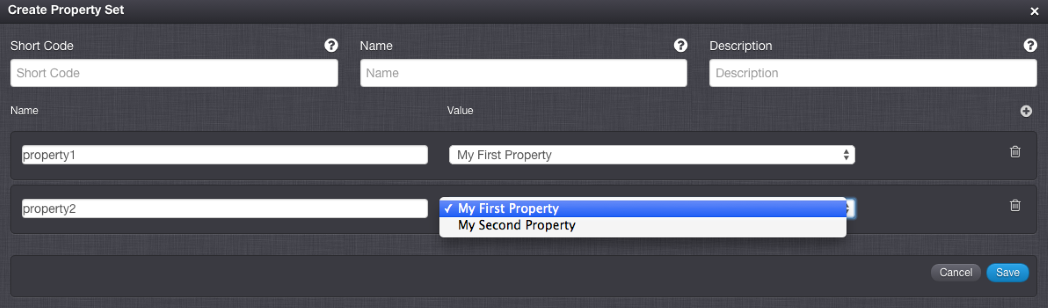 Create Property Set ×
Short Code ? Name ? Description ?
Short Code Name Description
Name Value
property1 My First Property
property2 ✓ My First Property
My Second Property
Cancel Save